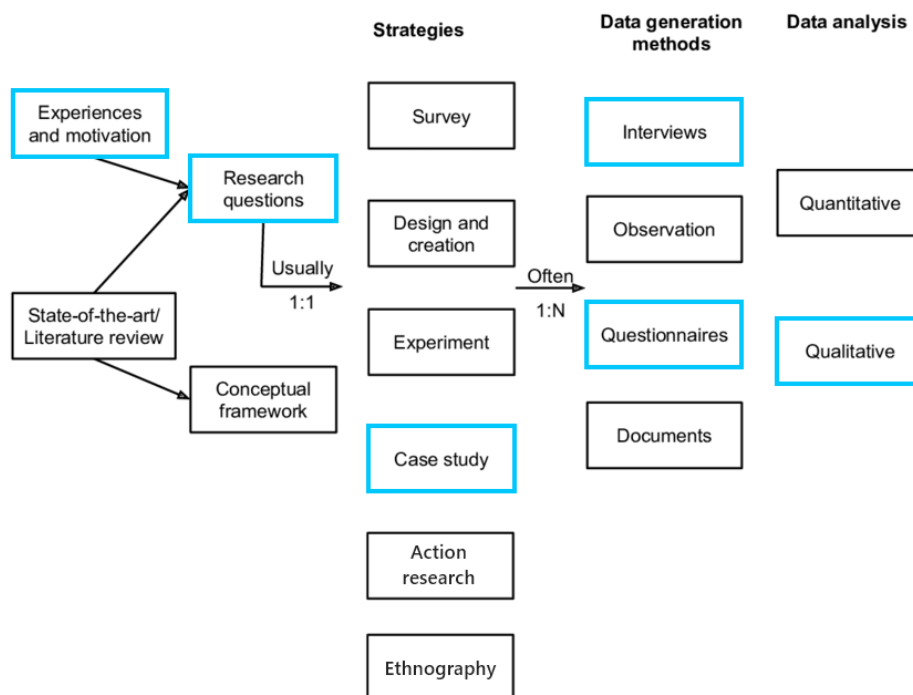 Strategies
Data generation
methods
Data analysis
Experiences
and motivation
Research
questions
State-of-the-art/
Literature review
Conceptual
framework
Usually
1:1
Survey
Design and
creation
Experiment
Case study
Action
research
Ethnography
Often
1:N
Interviews
Observation
Questionnaires
Documents
Quantitative
Qualitative